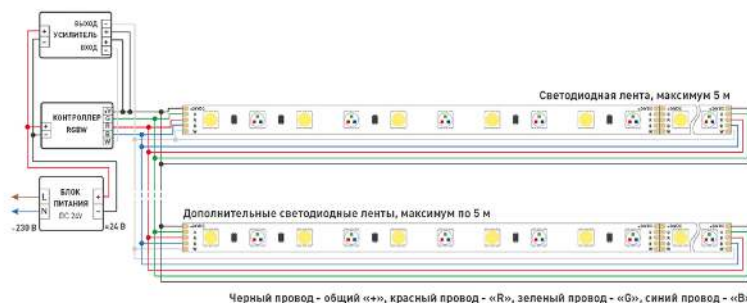 ВЫХОД
УСИЛИТЕЛЬ
ВХОД
КОНТРОЛЛЕР
RGBW
БЛОК
ПИТАНИЯ
DC 24V
L
N
~230 В
+24 В
Светодиодная лента, максимум 5 м
Дополнительные светодиодные ленты, максимум по 5 м
Черный провод - общий «+», красный провод - «R», зеленый провод - «G», синий провод - «B»